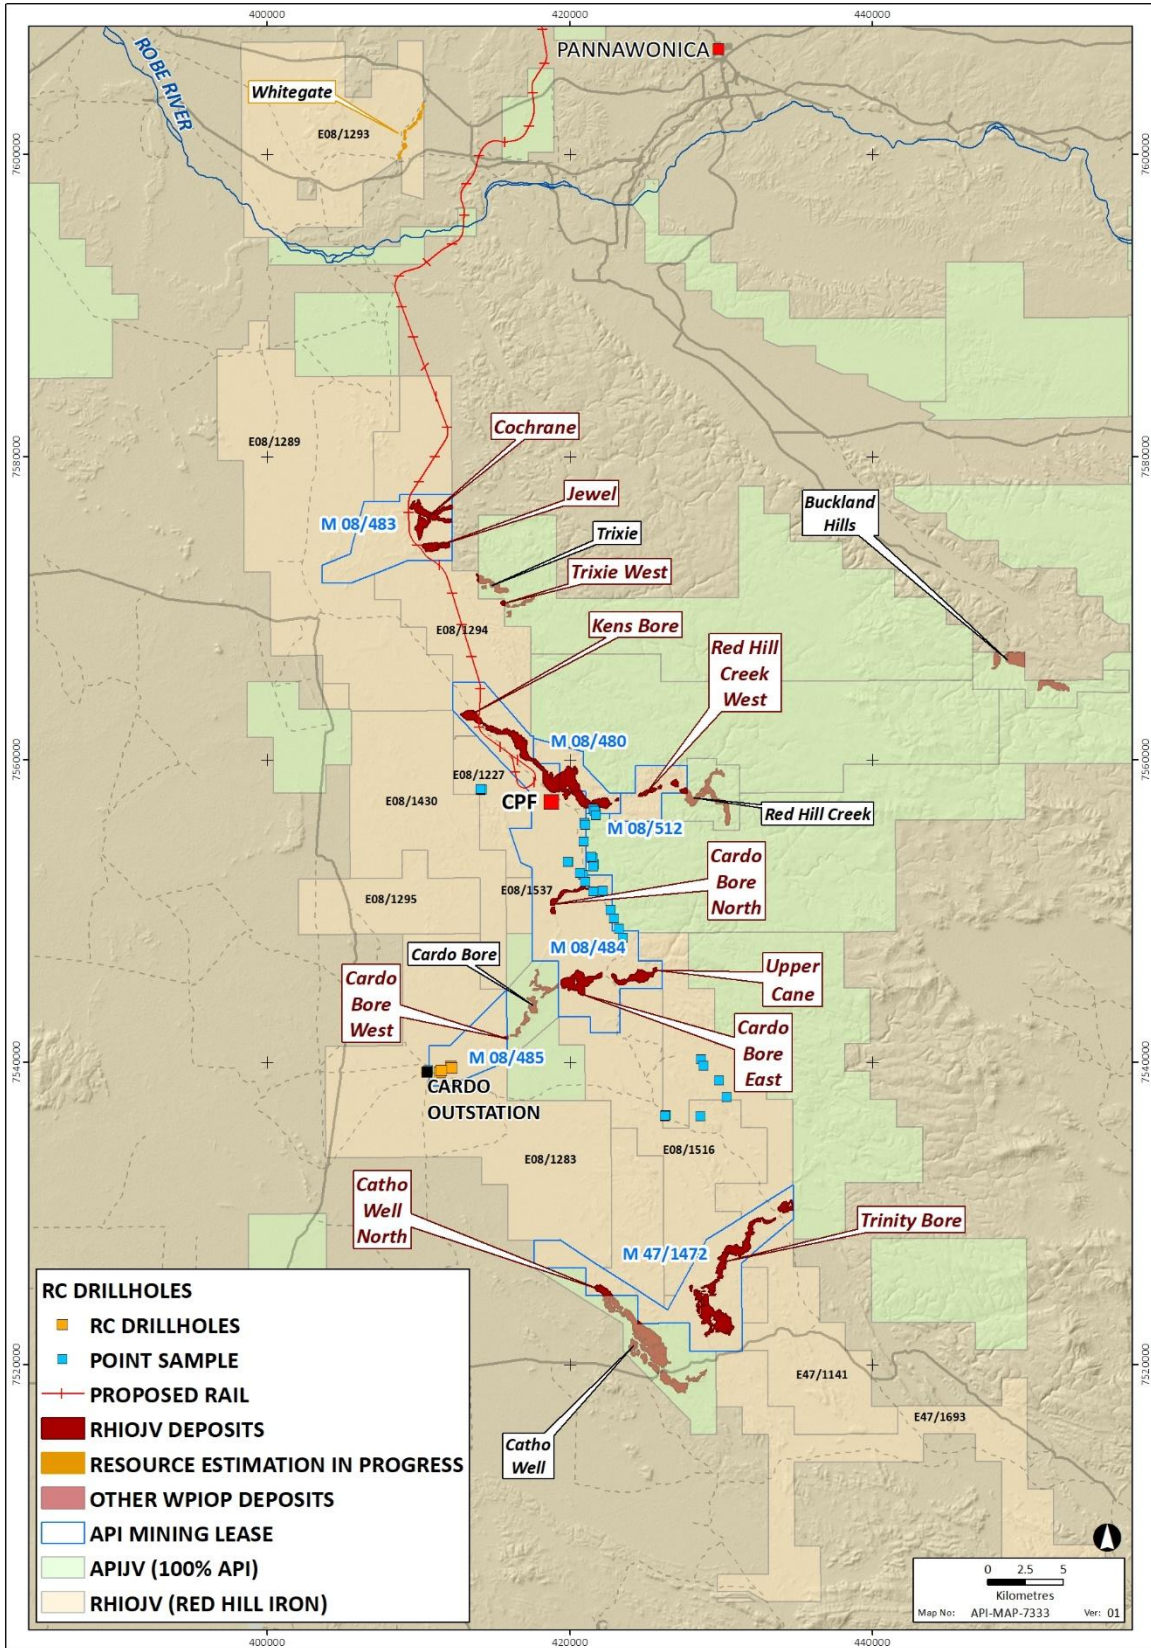 400000
420000
440000
PANNAWONICA
ROBE RIVER
Whitegate
E08/1293
7600000
7600000
Cochrane
E08/1289
7580000
7580000
Jewel
M 08/483
Trixie
Buckland
Hills
Trixie West
E08/1294
Kens Bore
Red Hill
Creek
West
M 08/480
7560000
7560000
E08/1227
E08/1430
CPF
Red Hill Creek
M 08/512
Cardo
Bore
North
E08/1537
E08/1295
M 08/484
Cardo Bore
Upper
Cane
Cardo
Bore
West
Cardo
Bore
East
M 08/485
7540000
7540000
CARDO
OUTSTATION
E08/1283
E08/1516
Catho
Well
North
Trinity Bore
M 47/1472
7520000
7520000
E47/1141
E47/1693
Catho
Well
RC DRILLHOLES
RC DRILLHOLES
POINT SAMPLE
PROPOSED RAIL
RHIOJV DEPOSITS
RESOURCE ESTIMATION IN PROGRESS
OTHER WPIOP DEPOSITS
API MINING LEASE
APIJV (100% API)
RHIOJV (RED HILL IRON)
0 2.5 5
Kilometres
Map No: API-MAP-7333 Ver: 01
400000
420000
440000